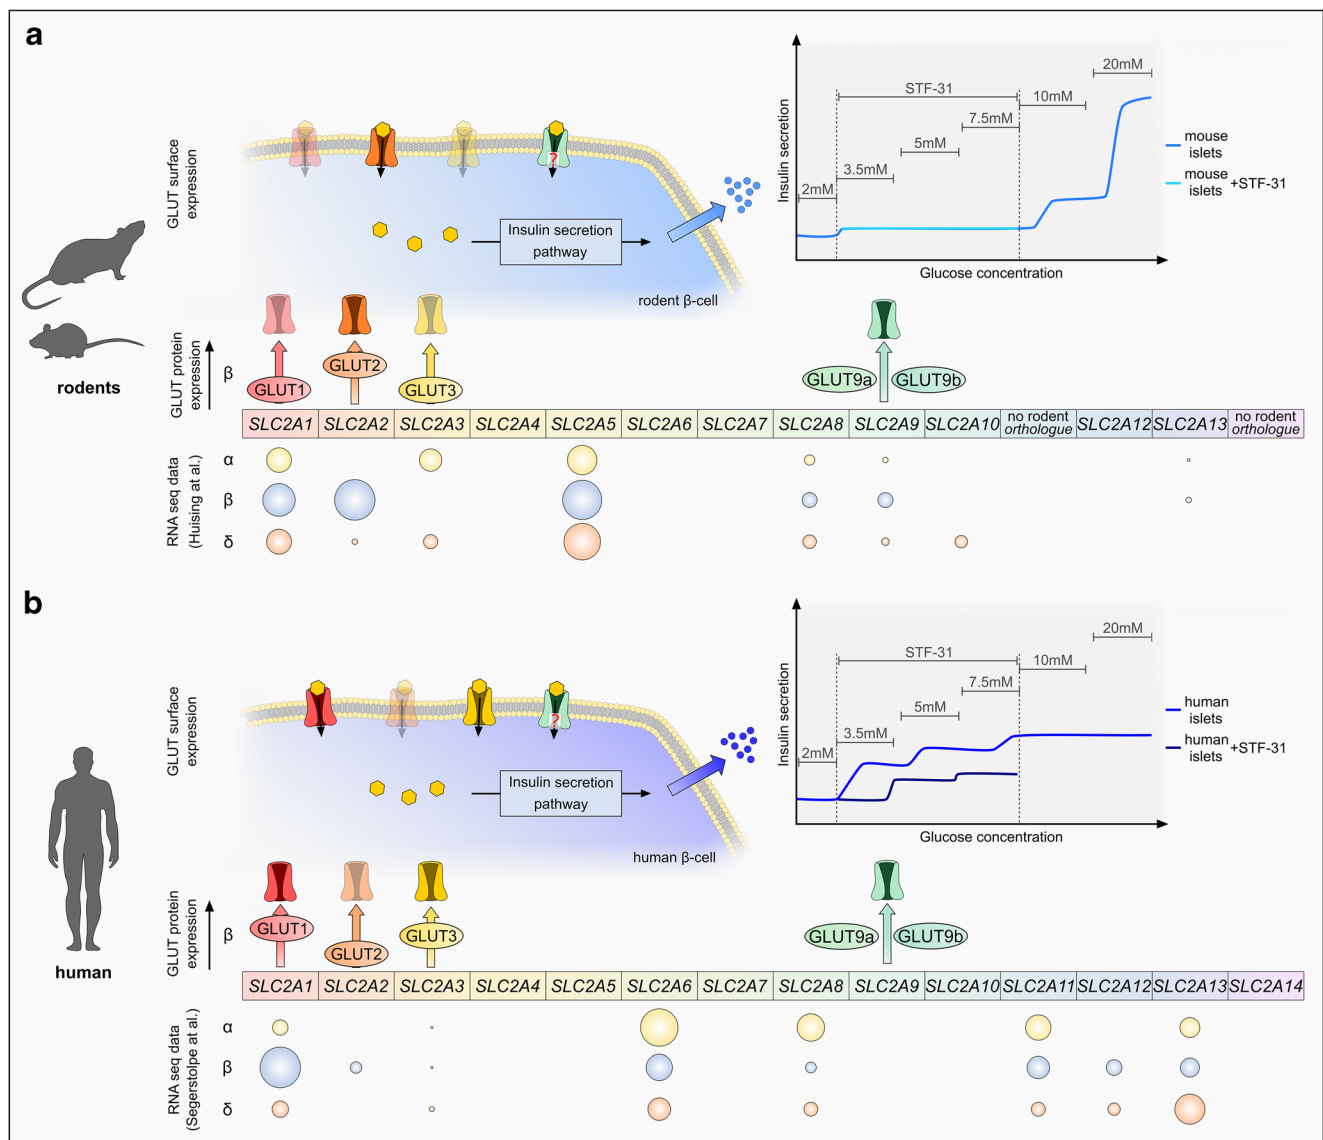 a
GLUT surface
expression
?
Insulin secretion
pathway
rodent β-cell
Insulin secretion
2mM
3.5mM
5mM
7.5mM
STF-31
10mM
20mM
Glucose concentration
mouse
islets
mouse
islets +STF-31
rodents
GLUT protein
expression
β
GLUT1
GLUT2
GLUT3
GLUT9a
GLUT9b
SLC2A1 SLC2A2 SLC2A3 SLC2A4 SLC2A5 SLC2A6 SLC2A7 SLC2A8 SLC2A9 SLC2A10 no rodent orthologue SLC2A12 SLC2A13 no rodent orthologue
RNA seq data
(Huising at al.)
α
β
δ
b
GLUT surface
expression
?
Insulin secretion
pathway
human β-cell
Insulin secretion
2mM
3.5mM
5mM
7.5mM
STF-31
10mM
20mM
Glucose concentration
human
islets
human
islets +STF-31
human
GLUT protein
expression
β
GLUT1
GLUT2
GLUT3
GLUT9a
GLUT9b
SLC2A1 SLC2A2 SLC2A3 SLC2A4 SLC2A5 SLC2A6 SLC2A7 SLC2A8 SLC2A9 SLC2A10 SLC2A11 SLC2A12 SLC2A13 SLC2A14
RNA seq data
(Segerstolpe at al.)
α
β
δ